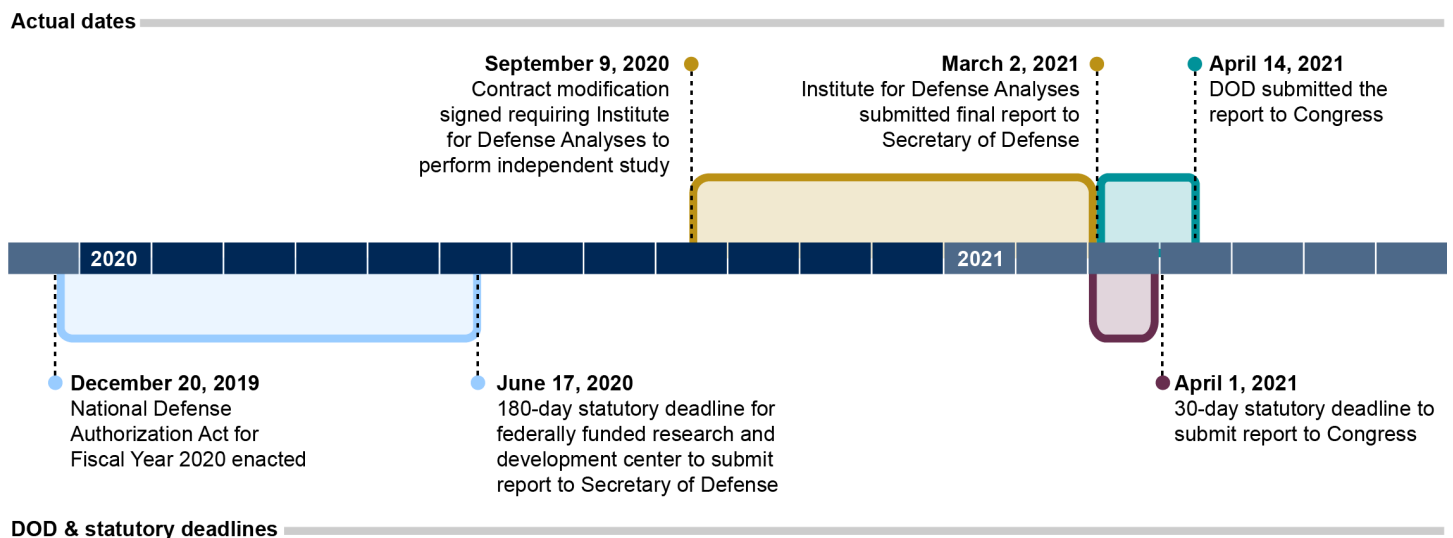 Actual dates
September 9, 2020
Contract modification
signed requiring Institute
for Defense Analyses to
perform independent study
March 2, 2021
Institute for Defense Analyses
submitted final report to
Secretary of Defense
April 14, 2021
DOD submitted the
report to Congress
2020
2021
December 20, 2019
National Defense
Authorization Act for
Fiscal Year 2020 enacted
June 17, 2020
180-day statutory deadline for
federally funded research and
development center to submit
report to Secretary of Defense
April 1, 2021
30-day statutory deadline to
submit report to Congress
DOD & statutory deadlines